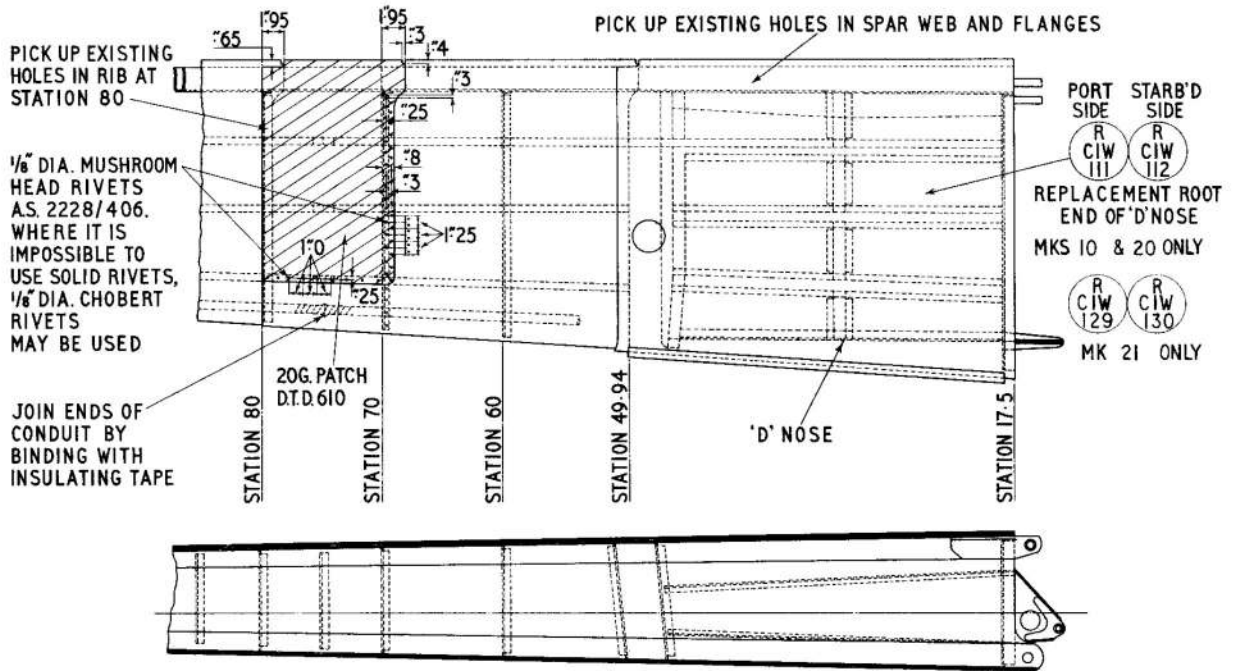 PICK UP EXISTING
HOLES IN RIB AT
STATION 80
1"·95
"·65
1"·95
"·3
"·4
"·3
"·25
"·8
"·3
1"·25
1"·0
"·25
PICK UP EXISTING HOLES IN SPAR WEB AND FLANGES
PORT SIDE
STARB'D SIDE
R
CIW
111
R
CIW
112
REPLACEMENT ROOT
END OF 'D' NOSE
MKS 10 & 20 ONLY
R
CIW
129
R
CIW
130
MK 21 ONLY
1/8" DIA. MUSHROOM
HEAD RIVETS
A.S. 2228/406.
WHERE IT IS
IMPOSSIBLE TO
USE SOLID RIVETS,
1/8" DIA. CHOBERT
RIVETS
MAY BE USED
JOIN ENDS OF
CONDUIT BY
BINDING WITH
INSULATING TAPE
20G. PATCH
D.T.D. 610
'D' NOSE
STATION 80
STATION 70
STATION 60
STATION 49·94
STATION 17·5